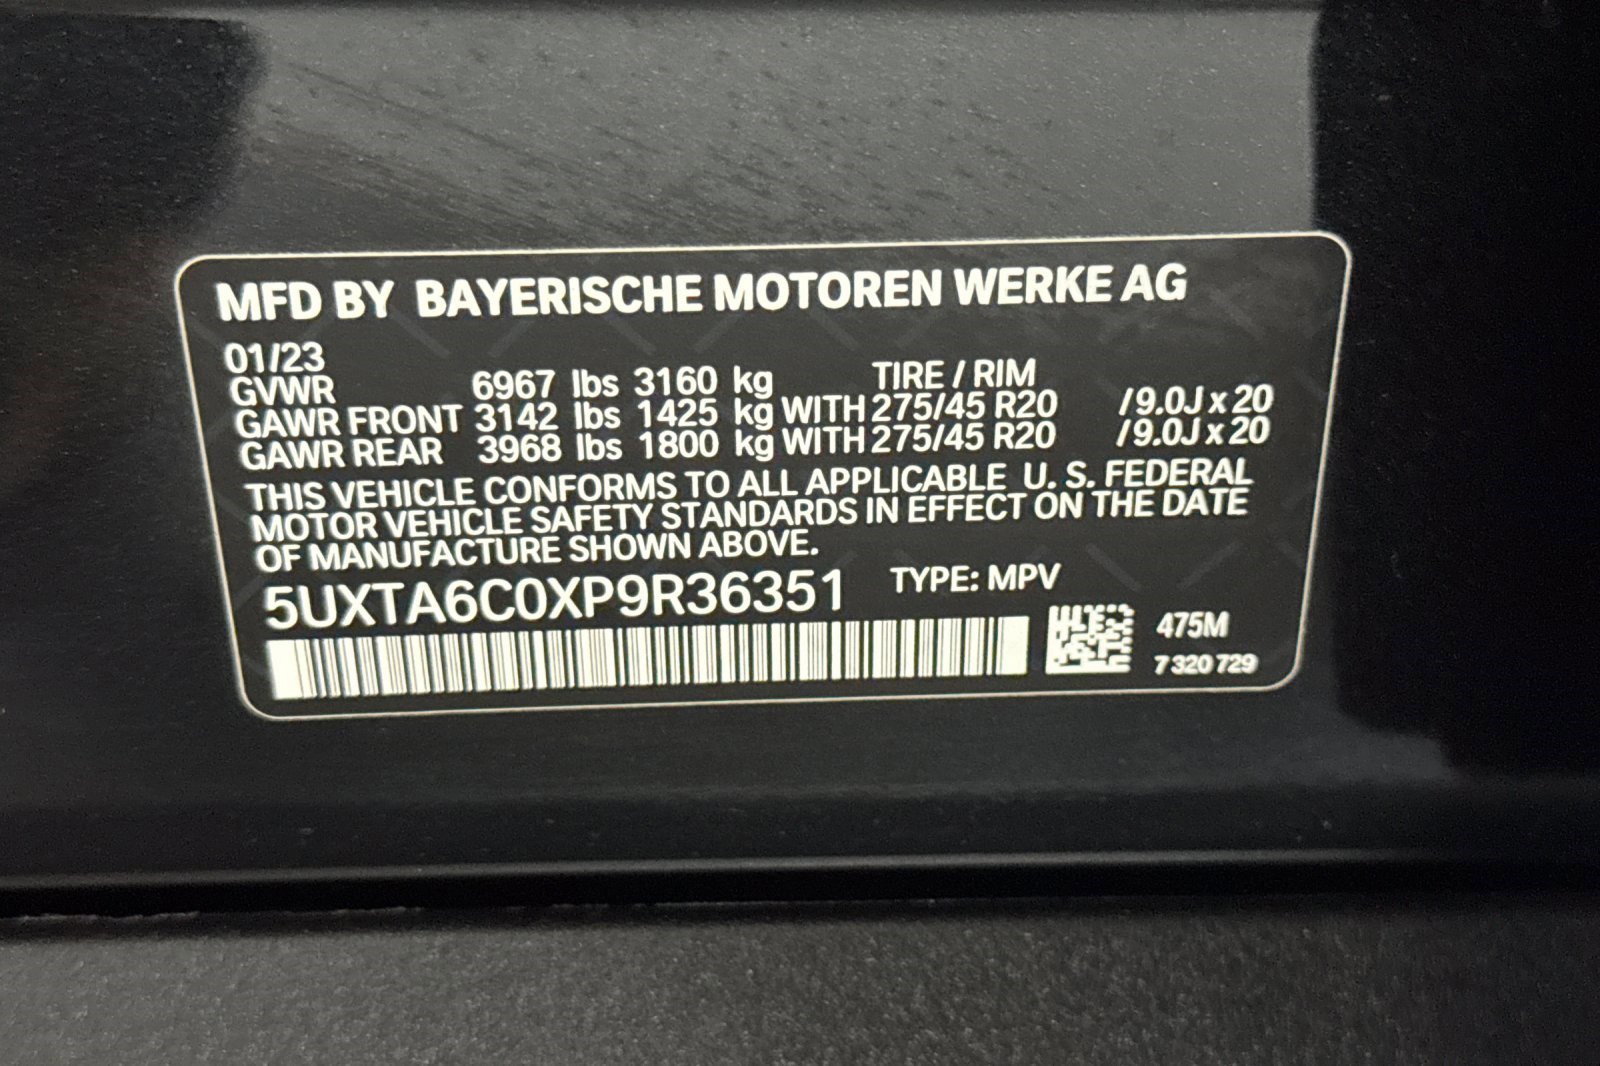 MFD BY BAYERISCHE MOTOREN WERKE AG
01/23
GVWR 6967 lbs 3160 kg TIRE / RIM
GAWR FRONT 3142 lbs 1425 kg WITH 275/45 R20 /9.0J x 20
GAWR REAR 3968 lbs 1800 kg WITH 275/45 R20 /9.0J x 20
THIS VEHICLE CONFORMS TO ALL APPLICABLE U. S. FEDERAL
MOTOR VEHICLE SAFETY STANDARDS IN EFFECT ON THE DATE
OF MANUFACTURE SHOWN ABOVE.
5UXTA6C0XP9R36351 TYPE: MPV
475M
7 320 729